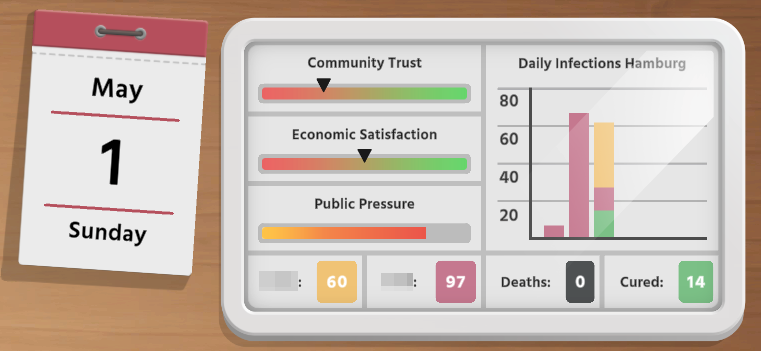 May
1
Sunday
Community Trust
Economic Satisfaction
Public Pressure
Daily Infections Hamburg
80
60
40
20
: 60
: 97
Deaths: 0
Cured: 14